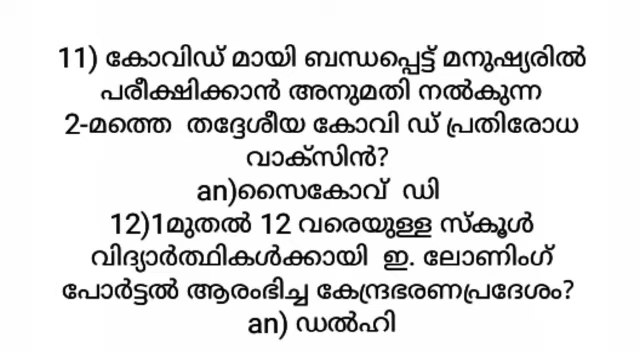 11) കോവിഡ് മായി ബന്ധപ്പെട്ട് മനുഷ്യരിൽ
പരീക്ഷിക്കാൻ അനുമതി നൽകുന്ന
2-മത്തെ തദ്ദേശീയ കോവി ഡ് പ്രതിരോധ
വാക്സിൻ?
an)സൈകോവ് ഡി
12)1മുതൽ 12 വരെയുള്ള സ്കൂൾ
വിദ്യാർത്ഥികൾക്കായി ഇ. ലോണിംഗ്
പോർട്ടൽ ആരംഭിച്ച കേന്ദ്രഭരണപ്രദേശം?
an) ഡൽഹി